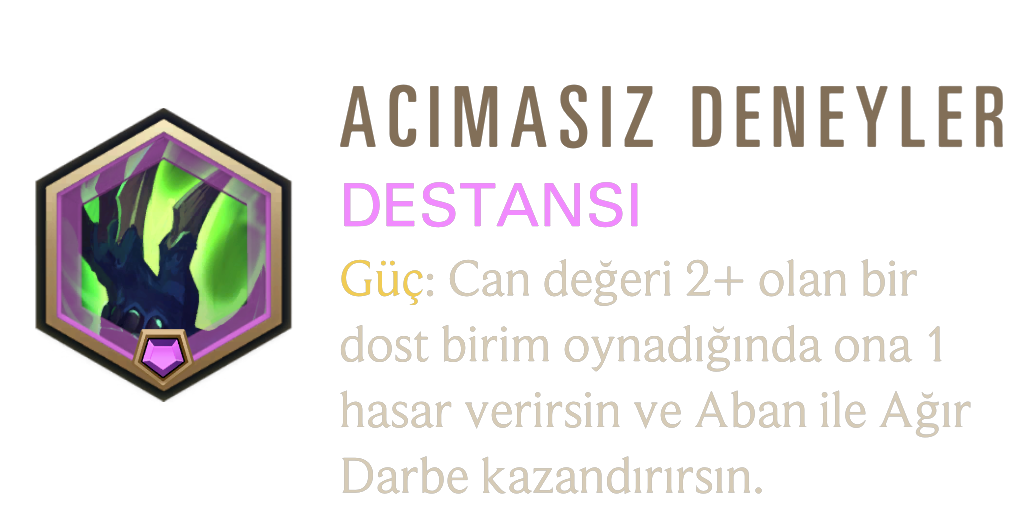 ACIMASIZ DENEYLER
DESTANSI
Güç: Can değeri 2+ olan bir
dost birim oynadığında ona 1
hasar verirsin ve Aban ile Ağır
Darbe kazandırırsın.